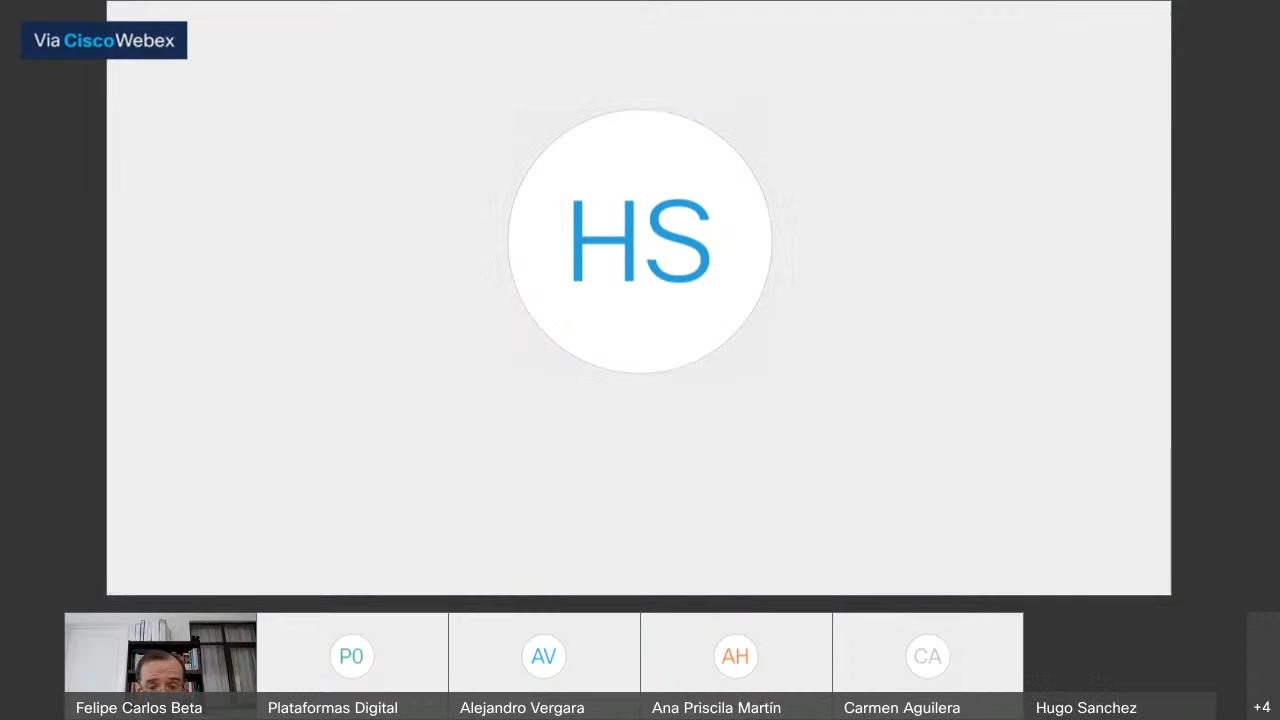 Via CiscoWebex
HS
P0
AV
AH
CA
Felipe Carlos Beta
Plataformas Digital
Alejandro Vergara
Ana Priscila Martín
Carmen Aguilera
Hugo Sanchez
+4